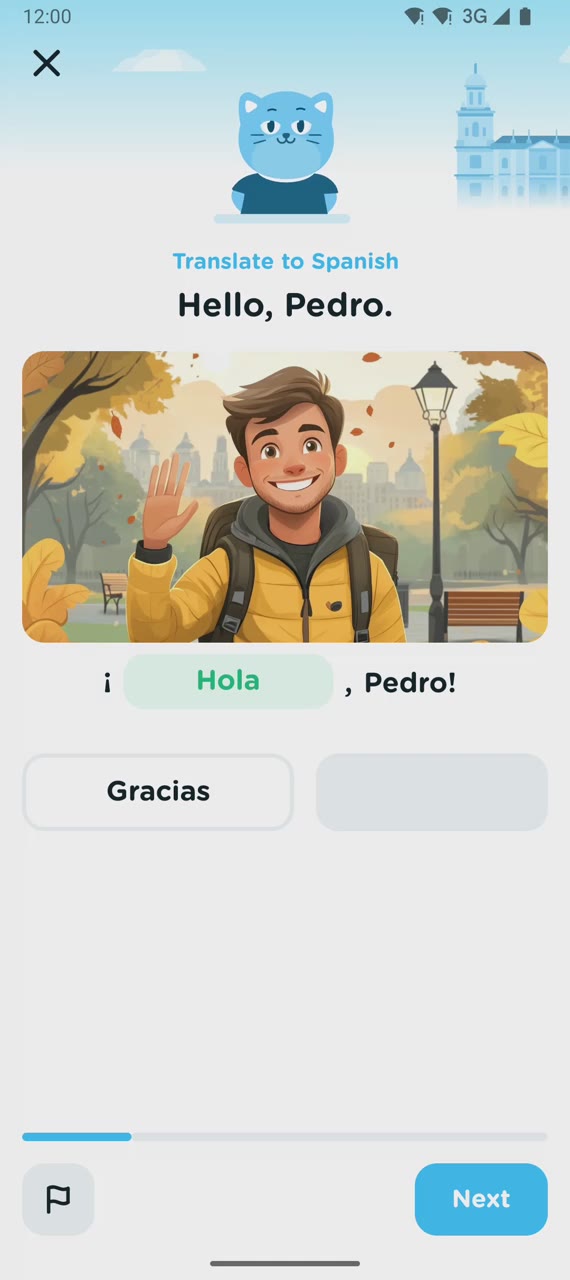 12:00
3G
Translate to Spanish
Hello, Pedro.
¡ Hola , Pedro!
Gracias
Next